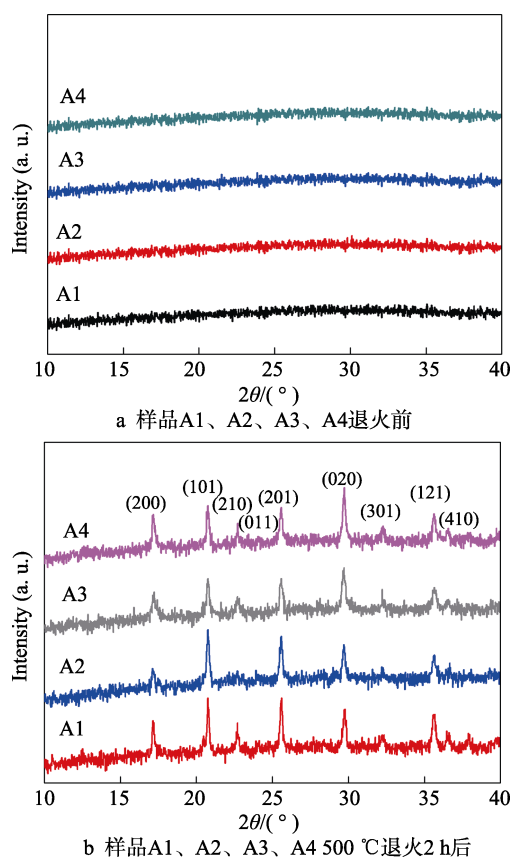 A4
A3
A2
A1
Intensity (a. u.)
10 15 20 25 30 35 40
2θ/( ° )
a 样品A1、A2、A3、A4退火前
(200) (101) (210) (011) (201) (020) (301) (121) (410)
A4
A3
A2
A1
Intensity (a. u.)
10 15 20 25 30 35 40
2θ/( ° )
b 样品A1、A2、A3、A4 500 ℃退火2 h后